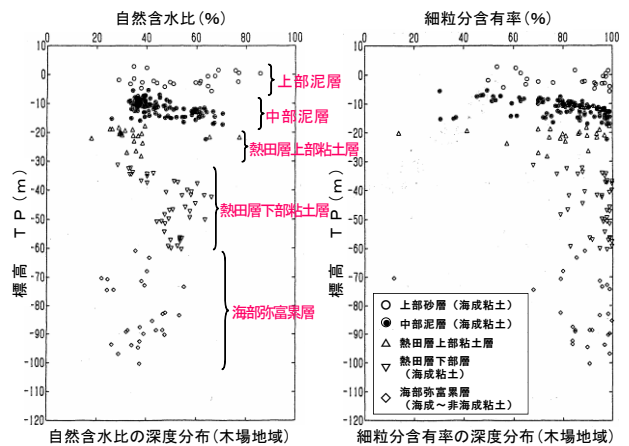 自然含水比(%)
0 20 40 60 80 100
10
0
-10
-20
-30
-40
-50
-60
-70
-80
-90
-100
-110
-120
標高 TP(m)
上部泥層
中部泥層
熱田層上部粘土層
熱田層下部粘土層
海部弥富累層
自然含水比の深度分布(木場地域)
細粒分含有率(%)
0 20 40 60 80 100
10
0
-10
-20
-30
-40
-50
-60
-70
-80
-90
-100
-110
-120
標高 TP(m)
上部砂層(海成粘土)
中部泥層(海成粘土)
熱田層上部粘土層
熱田層下部層
(海成粘土)
海部弥富累層
(海成~非海成粘土)
細粒分含有率の深度分布(木場地域)